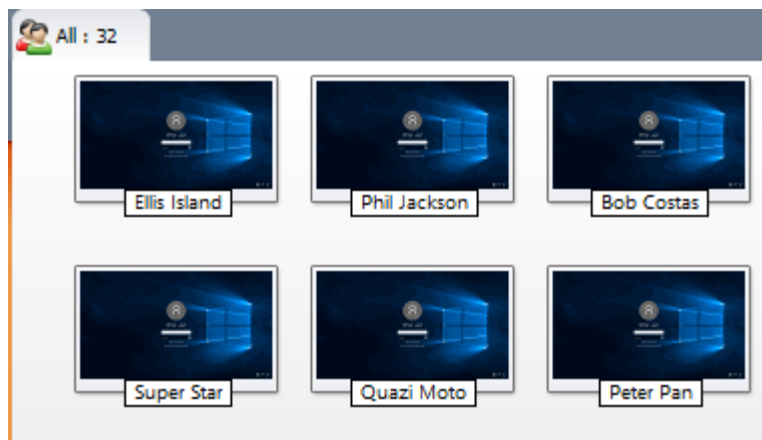 All : 32
Ellis Island
Phil Jackson
Bob Costas
Super Star
Quazi Moto
Peter Pan